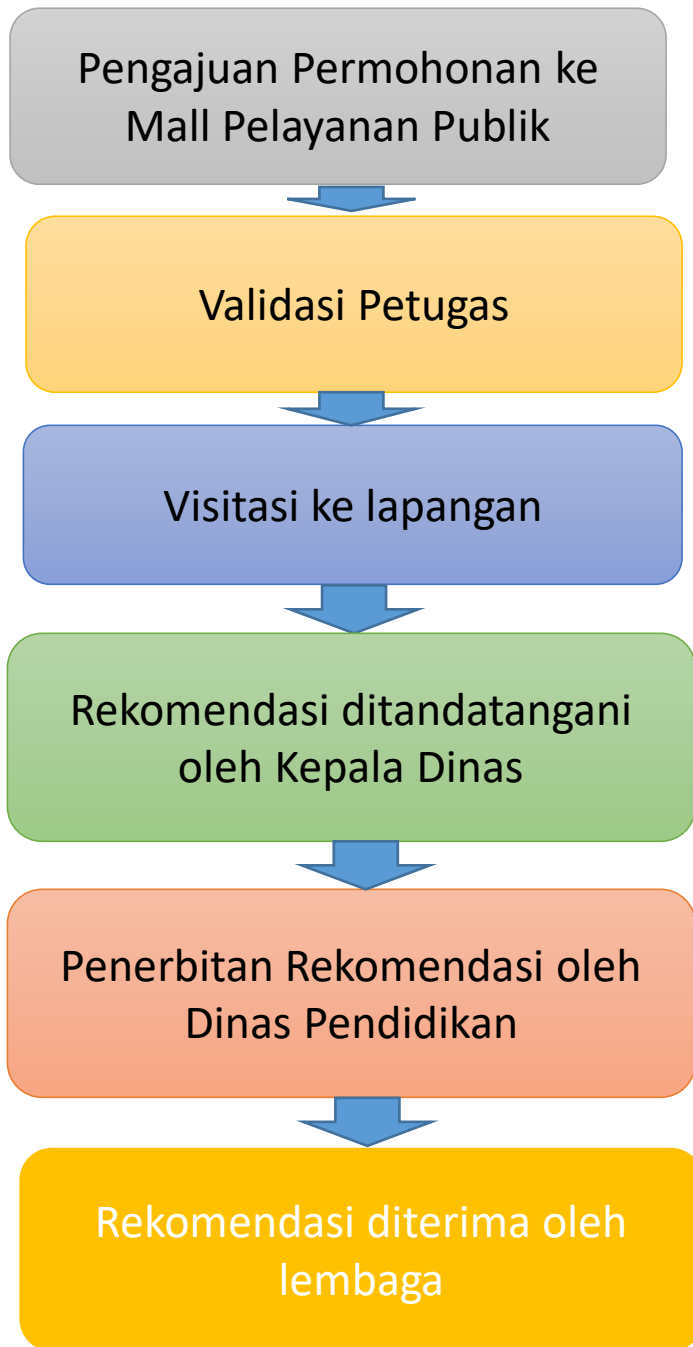 Pengajuan Permohonan ke
Mall Pelayanan Publik
Validasi Petugas
Visitasi ke lapangan
Rekomendasi ditandatangani
oleh Kepala Dinas
Penerbitan Rekomendasi oleh
Dinas Pendidikan
Rekomendasi diterima oleh
lembaga